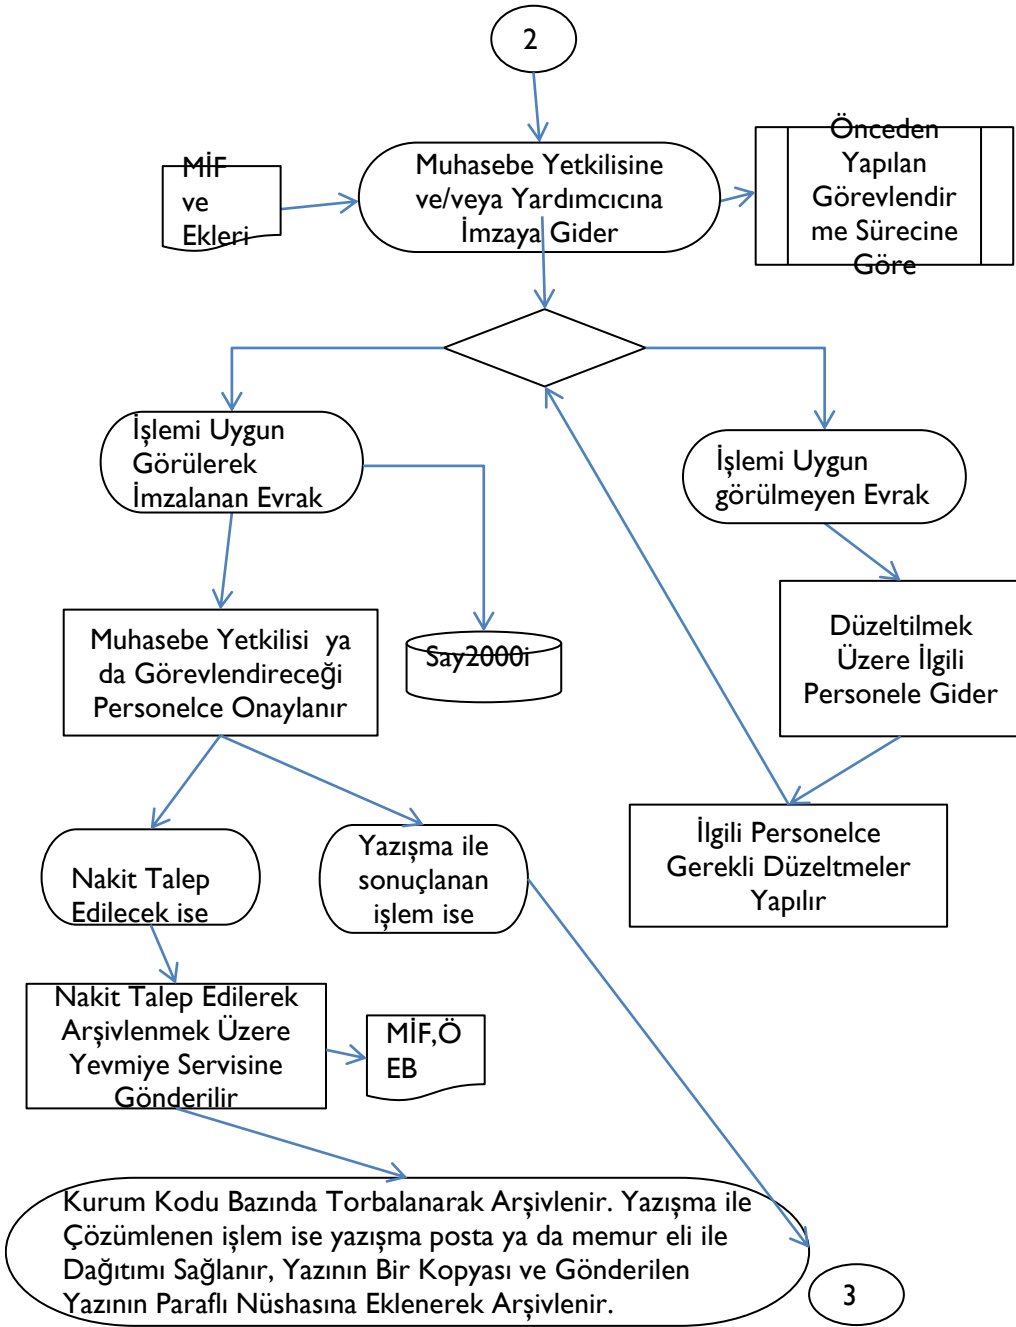 2
MİF
ve
Ekleri
Muhasebe Yetkilisine
ve/veya Yardımcıcına
İmzaya Gider
Önceden
Yapılan
Görevlendir
me Sürecine
Göre
İşlemi Uygun
Görülerek
İmzalanan Evrak
İşlemi Uygun
görülmeyen Evrak
Muhasebe Yetkilisi  ya
da Görevlendireceği
Personelce Onaylanır
Say2000i
Düzeltilmek
Üzere İlgili
Personele Gider
Nakit Talep
Edilecek ise
Yazışma ile
sonuçlanan
işlem ise
İlgili Personelce
Gerekli Düzeltmeler
Yapılır
Nakit Talep Edilerek
Arşivlenmek Üzere
Yevmiye Servisine
Gönderilir
MİF,Ö
EB
Kurum Kodu Bazında Torbalanarak Arşivlenir. Yazışma ile
Çözümlenen işlem ise yazışma posta ya da memur eli ile
Dağıtımı Sağlanır, Yazının Bir Kopyası ve Gönderilen
Yazının Paraflı Nüshasına Eklenerek Arşivlenir.
3